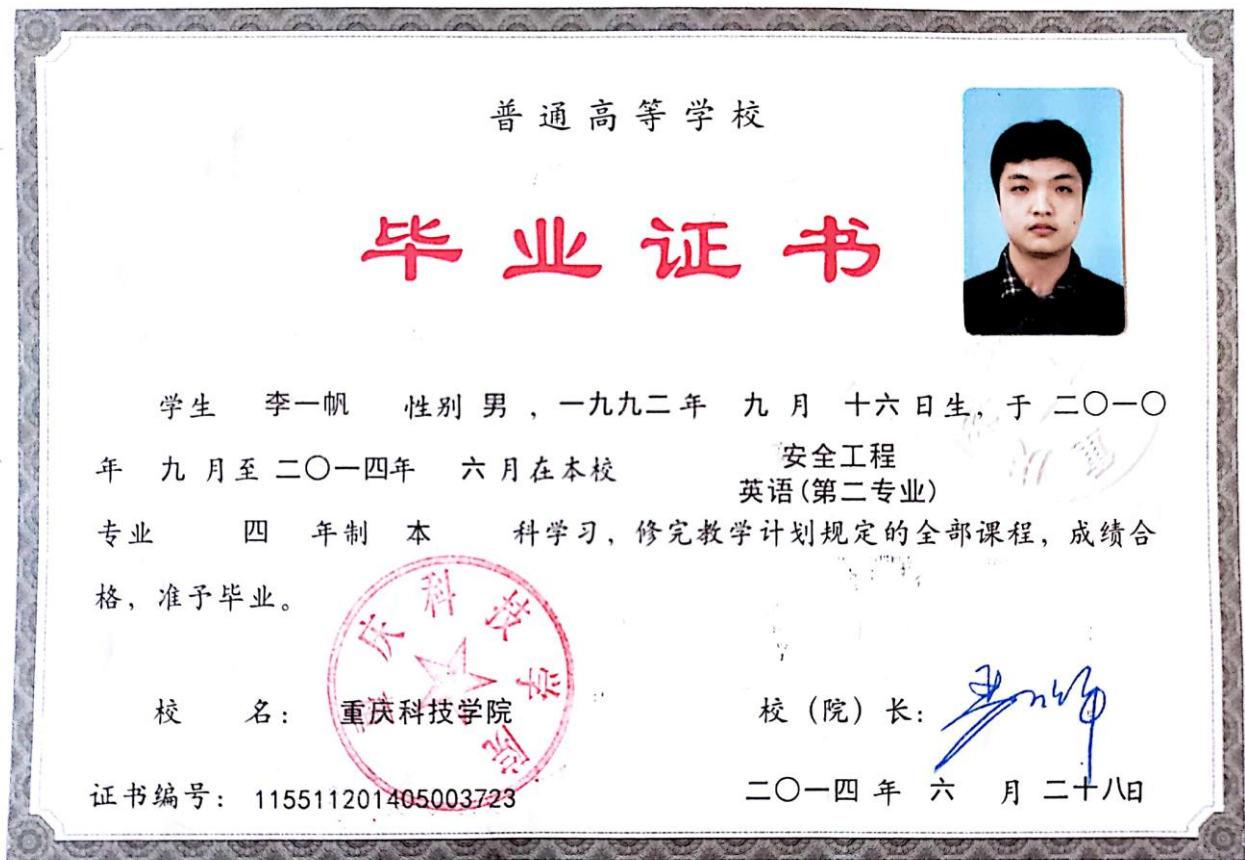 普通高等学校
毕业证书
学生 李一帆 性别 男 ，一九九二 年 九 月 十六 日生，于 二〇一〇
年 九 月至 二〇一四年 六 月在本校 安全工程
英语(第二专业)
专业 四 年制 本 科学习，修完教学计划规定的全部课程，成绩合
格，准予毕业。
重庆科技学院
校 名： 重庆科技学院 校（院）长：
证书编号： 115511201405003723 二〇一四 年 六 月 二十八日